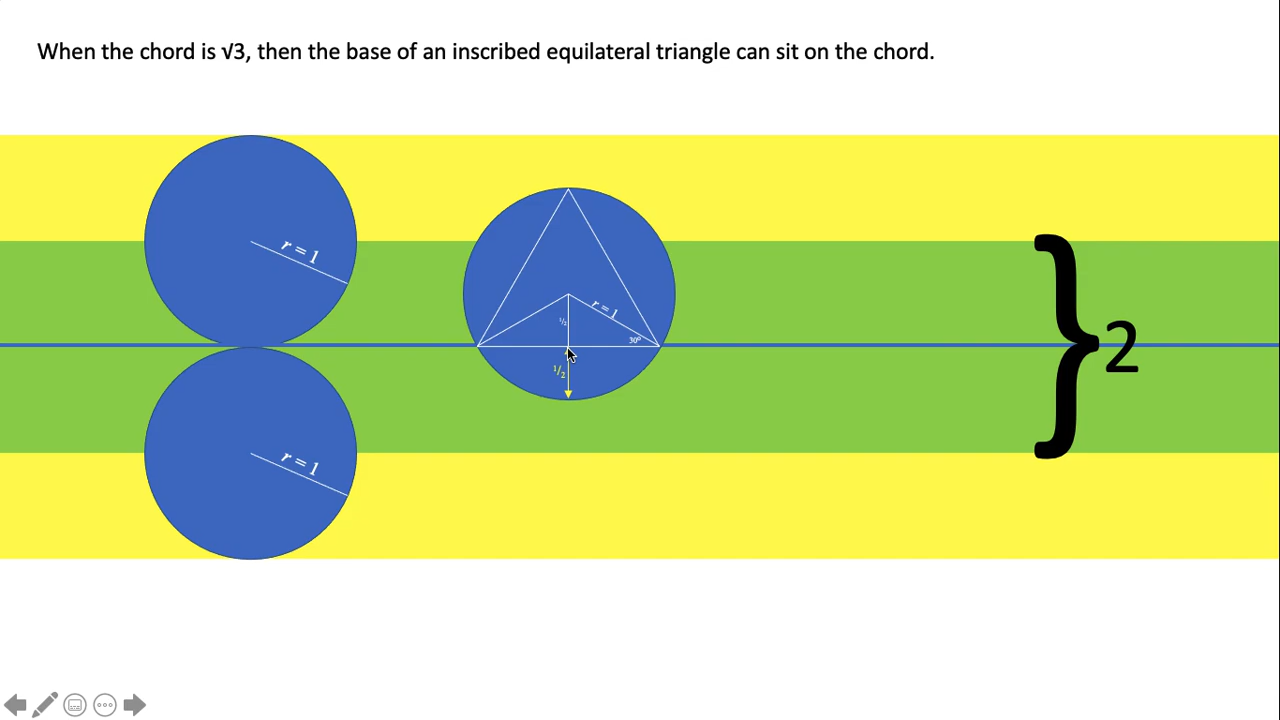 When the chord is √3, then the base of an inscribed equilateral triangle can sit on the chord.
r = 1
r = 1
½
30º
½
2
r = 1